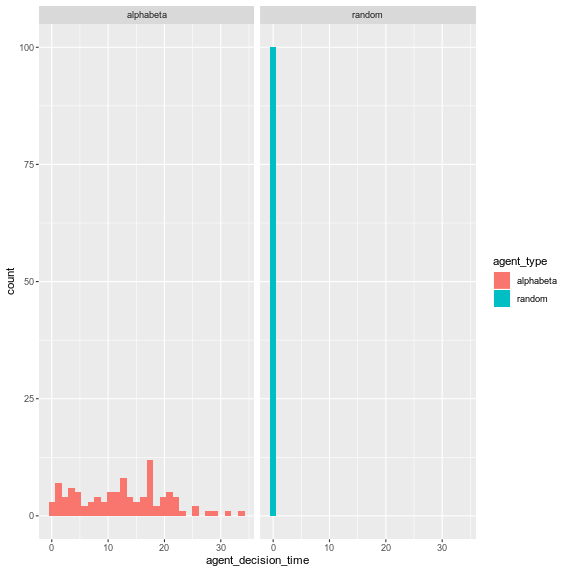 alphabeta random
100
75
50
25
0
count
0 10 20 30 0 10 20 30
agent_decision_time
agent_type
alphabeta
random